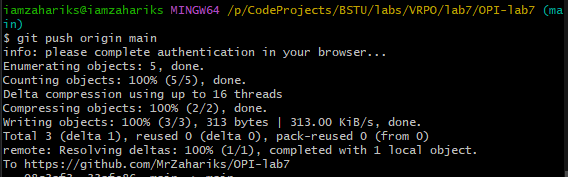 iamzahariks@iamzahariks MINGW64 /p/CodeProjects/BSTU/labs/VRPO/lab7/OPI-lab7 (ma
in)
$ git push origin main
info: please complete authentication in your browser...
Enumerating objects: 5, done.
Counting objects: 100% (5/5), done.
Delta compression using up to 16 threads
Compressing objects: 100% (2/2), done.
Writing objects: 100% (3/3), 313 bytes | 313.00 KiB/s, done.
Total 3 (delta 1), reused 0 (delta 0), pack-reused 0 (from 0)
remote: Resolving deltas: 100% (1/1), completed with 1 local object.
To https://github.com/MrZahariks/OPI-lab7